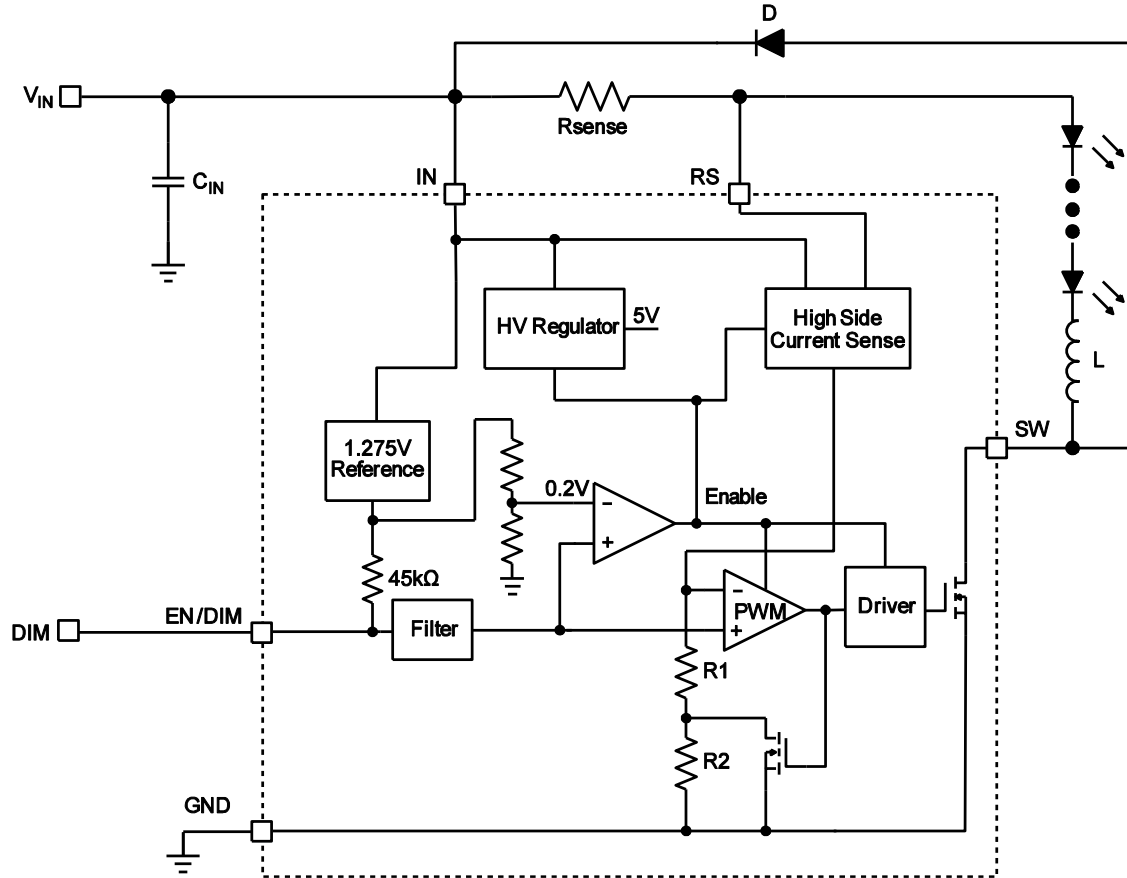 D
VIN
Rsense
CIN
IN
RS
HV Regulator
5V
High Side
Current Sense
L
1.275V
Reference
SW
0.2V
Enable
−
+
45kΩ
EN/DIM
DIM
Filter
−
PWM
+
Driver
R1
R2
GND